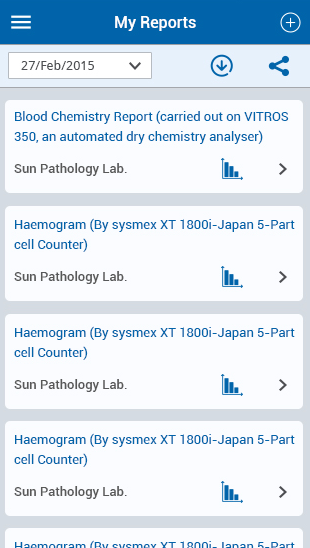 My Reports
27/Feb/2015
Blood Chemistry Report (carried out on VITROS
350, an automated dry chemistry analyser)
Sun Pathology Lab.
Haemogram (By sysmex XT 1800i-Japan 5-Part
cell Counter)
Sun Pathology Lab.
Haemogram (By sysmex XT 1800i-Japan 5-Part
cell Counter)
Sun Pathology Lab.
Haemogram (By sysmex XT 1800i-Japan 5-Part
cell Counter)
Sun Pathology Lab.
Haemogram (By sysmex XT 1800i-Japan 5-Part